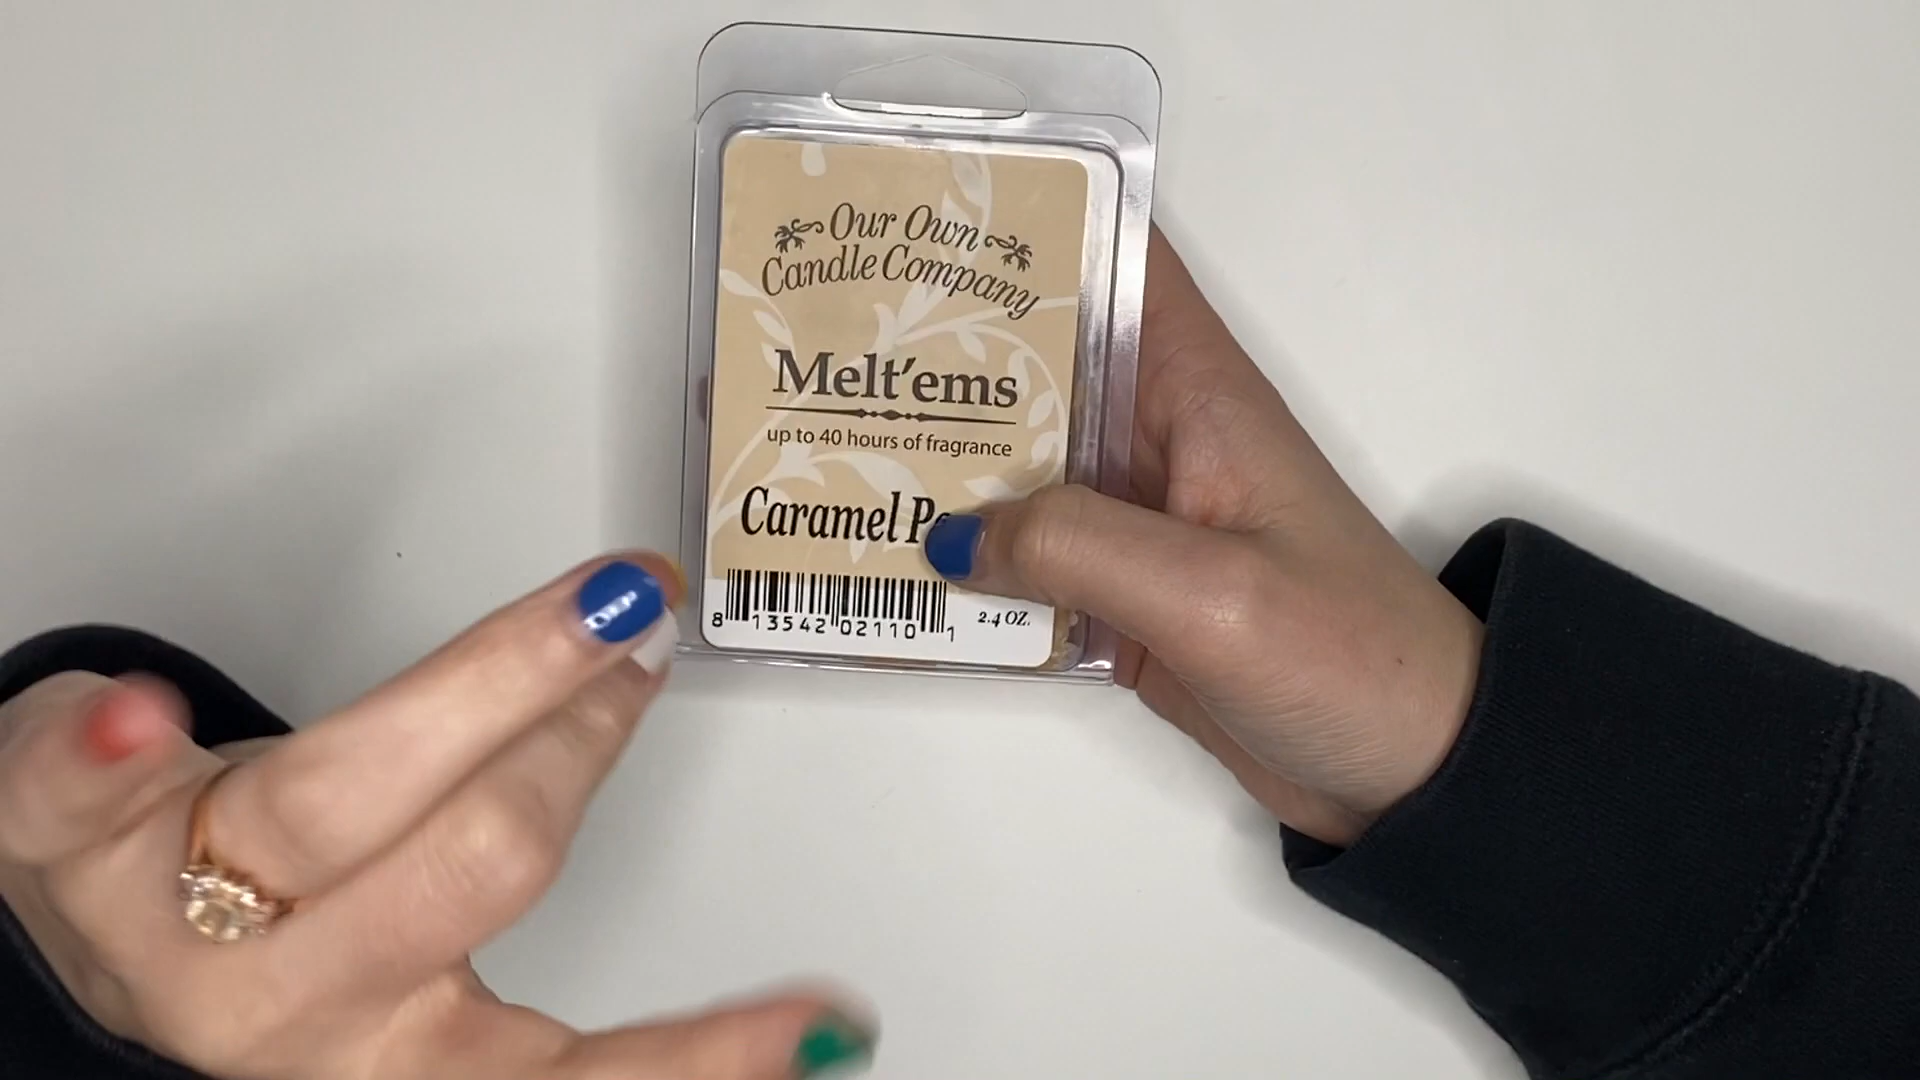 Our Own
Candle Company
Melt'ems
up to 40 hours of fragrance
Caramel
8 13542 02110 1
2.4 OZ.